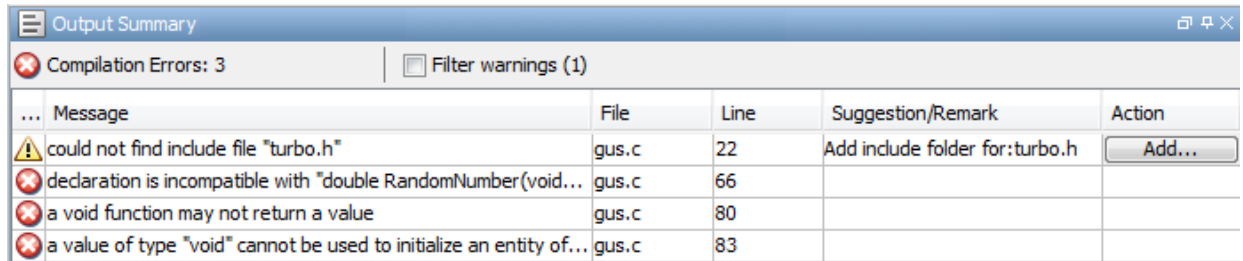 Output Summary
Compilation Errors: 3 Filter warnings (1)
... Message File Line Suggestion/Remark Action
could not find include file "turbo.h" gus.c 22 Add include folder for:turbo.h Add...
declaration is incompatible with "double RandomNumber(void... gus.c 66
a void function may not return a value gus.c 80
a value of type "void" cannot be used to initialize an entity of... gus.c 83